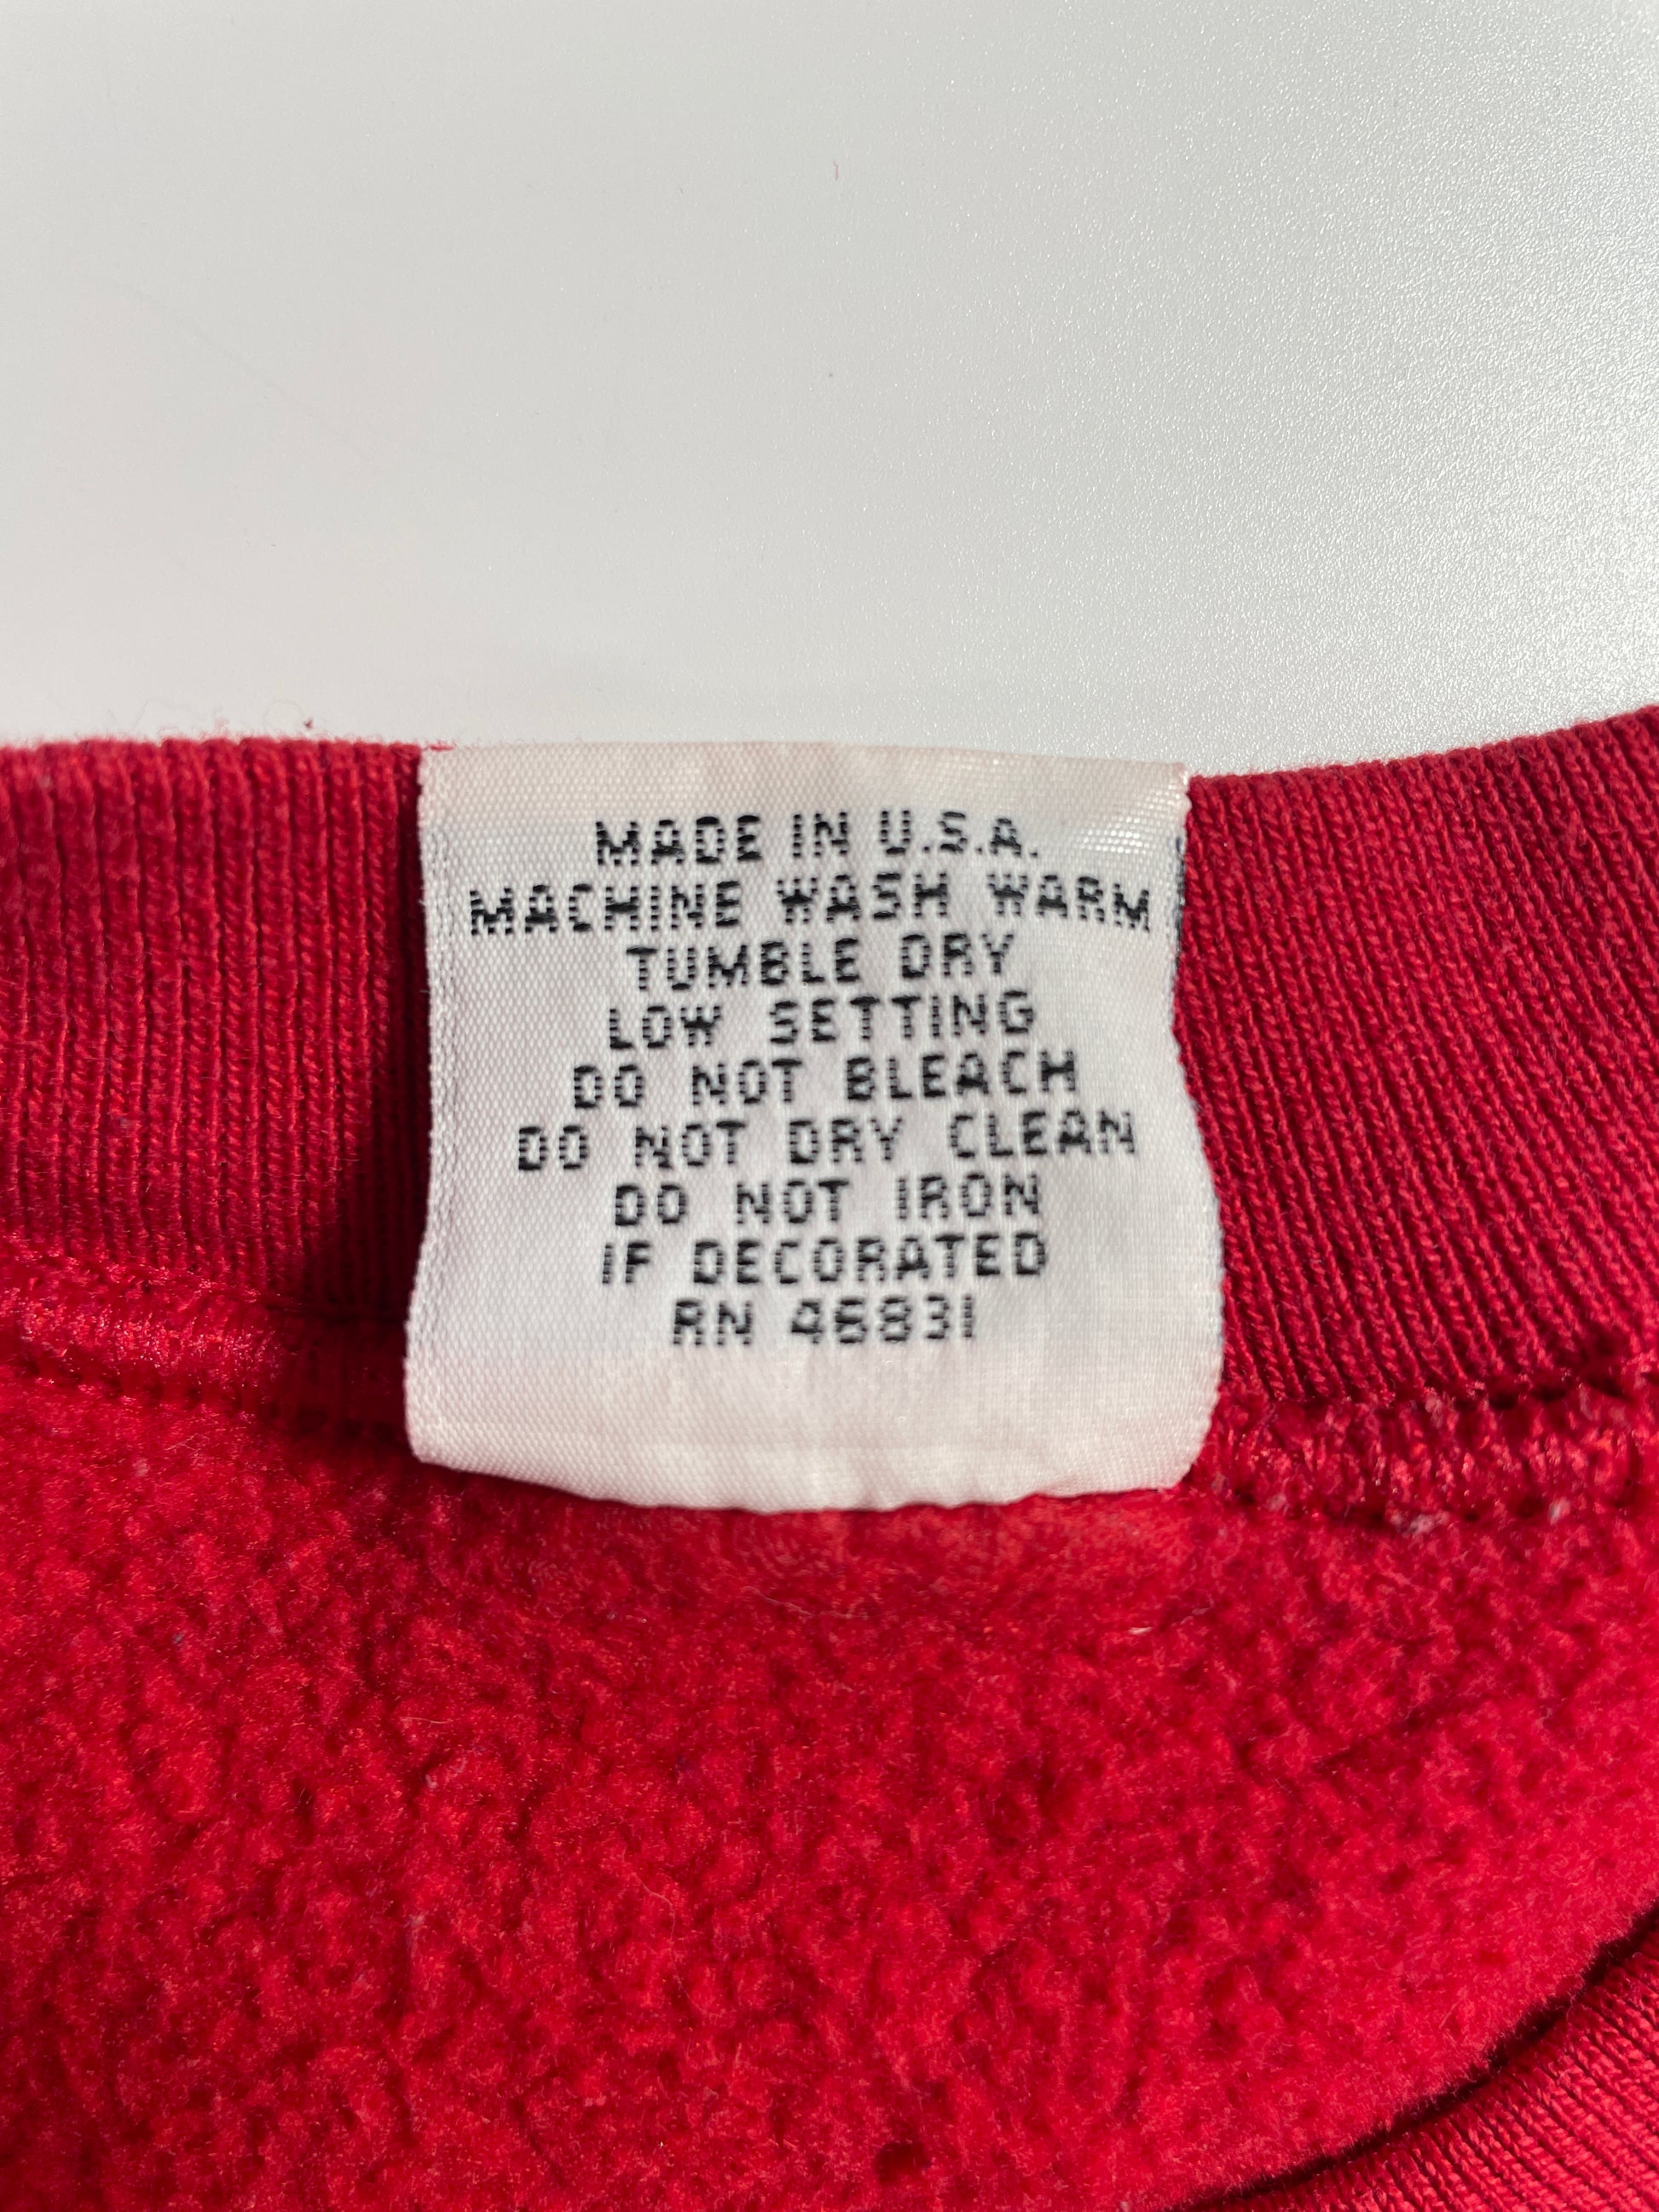 MADE IN U.S.A.
MACHINE WASH WARM
TUMBLE DRY
LOW SETTING
DO NOT BLEACH
DO NOT DRY CLEAN
DO NOT IRON
IF DECORATED
RN 46831